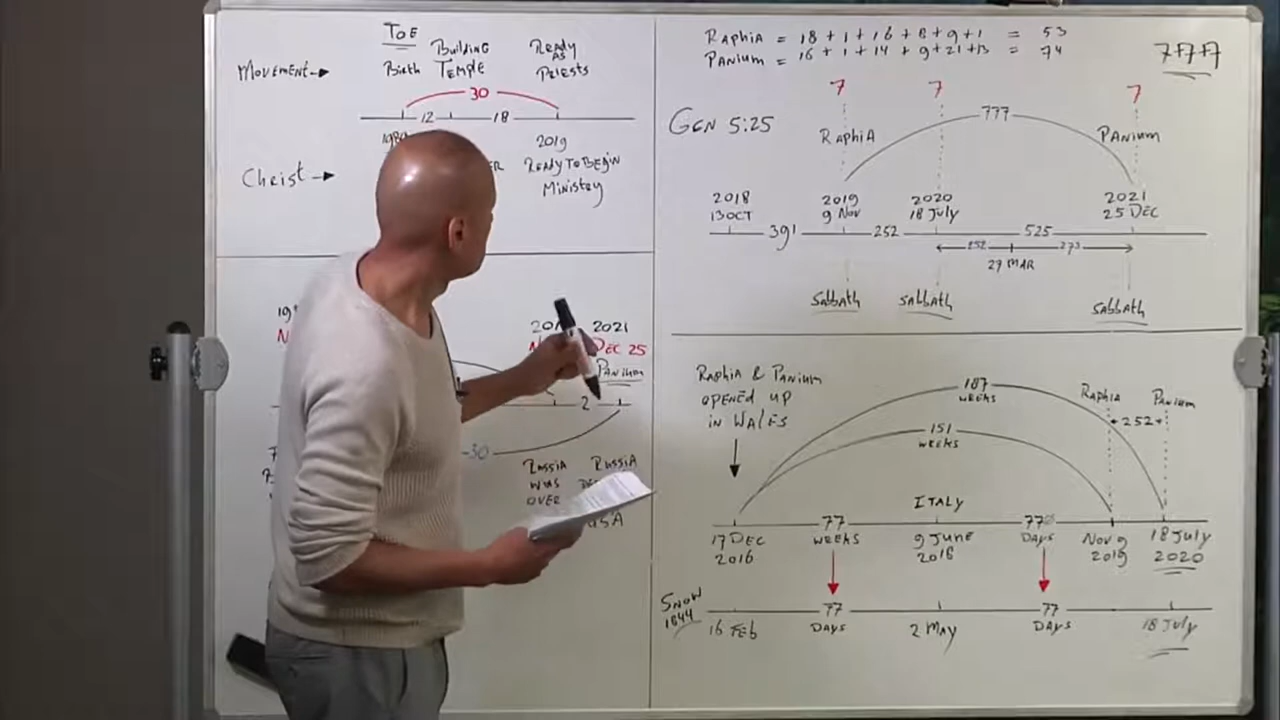 ToE
Building
Ready
as
Movement
Birth
Temple
Priests
30
12
18
2019
Christ
Ready To Begin
Ministry
2021
Dec 25
Panium
2
30
Russia
Russia
was
over
USA
Raphia = 18 + 1 + 16 + 8 + 9 + 1 = 53
Panium = 16 + 1 + 14 + 9 + 21 + 13 = 74
7+7+7
7
7
7
Gen 5:25
777
Raphia
Panium
2018
2019
2020
2021
13 Oct
9 Nov
18 July
25 Dec
391
252
525
252
273
27 Mar
Sabbath
Sabbath
Sabbath
Raphia & Panium
opened up
in Wales
187
weeks
Raphia
Panium
252
151
weeks
Italy
77
weeks
77
days
17 Dec
2016
9 June
2018
Nov 9
2019
18 July
2020
Snow
1844
77
77
16 Feb
Days
2 May
Days
18 July